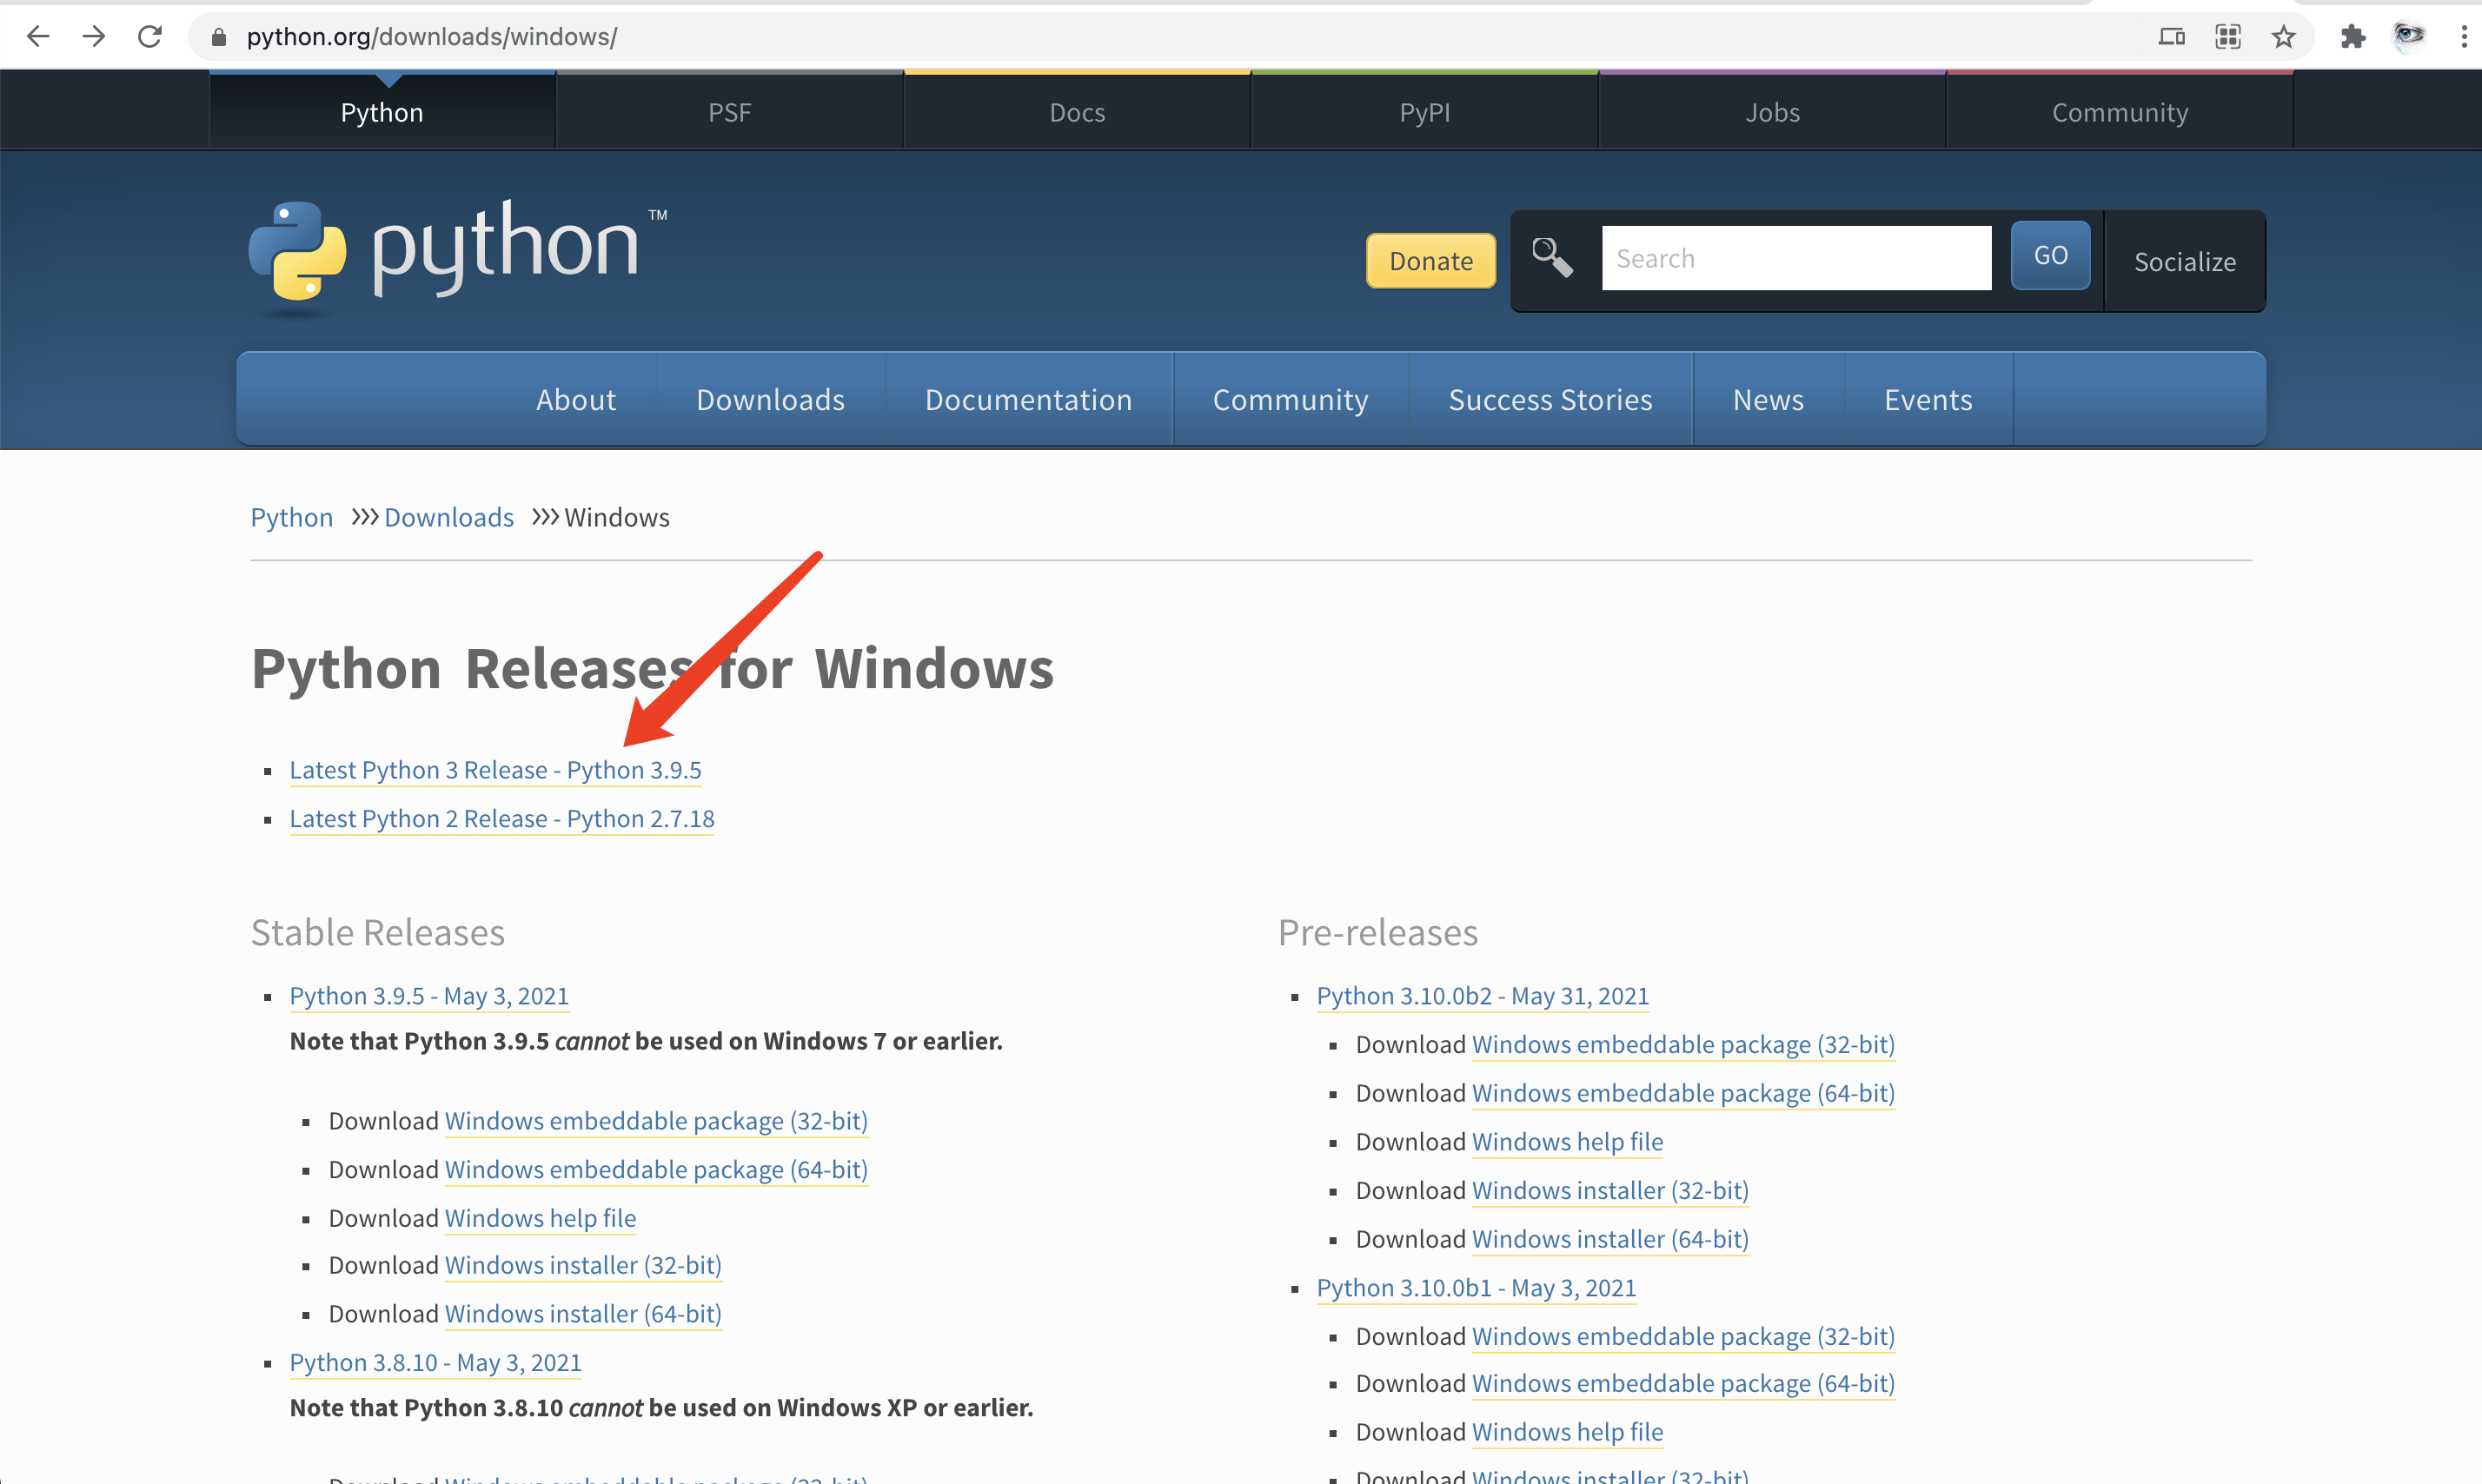 python.org/downloads/windows/
Python PSF Docs PyPI Jobs Community
python TM
Donate Search GO Socialize
About Downloads Documentation Community Success Stories News Events
Python >>> Downloads >>> Windows
Python Releases for Windows
Latest Python 3 Release - Python 3.9.5
Latest Python 2 Release - Python 2.7.18
Stable Releases
Python 3.9.5 - May 3, 2021
Note that Python 3.9.5 cannot be used on Windows 7 or earlier.
Download Windows embeddable package (32-bit)
Download Windows embeddable package (64-bit)
Download Windows help file
Download Windows installer (32-bit)
Download Windows installer (64-bit)
Python 3.8.10 - May 3, 2021
Note that Python 3.8.10 cannot be used on Windows XP or earlier.
Download Windows embeddable package (32-bit)
Pre-releases
Python 3.10.0b2 - May 31, 2021
Download Windows embeddable package (32-bit)
Download Windows embeddable package (64-bit)
Download Windows help file
Download Windows installer (32-bit)
Download Windows installer (64-bit)
Python 3.10.0b1 - May 3, 2021
Download Windows embeddable package (32-bit)
Download Windows embeddable package (64-bit)
Download Windows help file
Download Windows installer (32-bit)